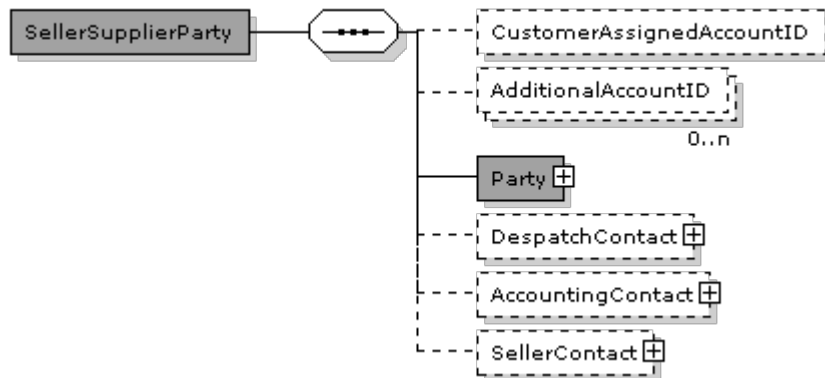 SellerSupplierParty
CustomerAssignedAccountID
AdditionalAccountID
0..n
Party
DespatchContact
AccountingContact
SellerContact